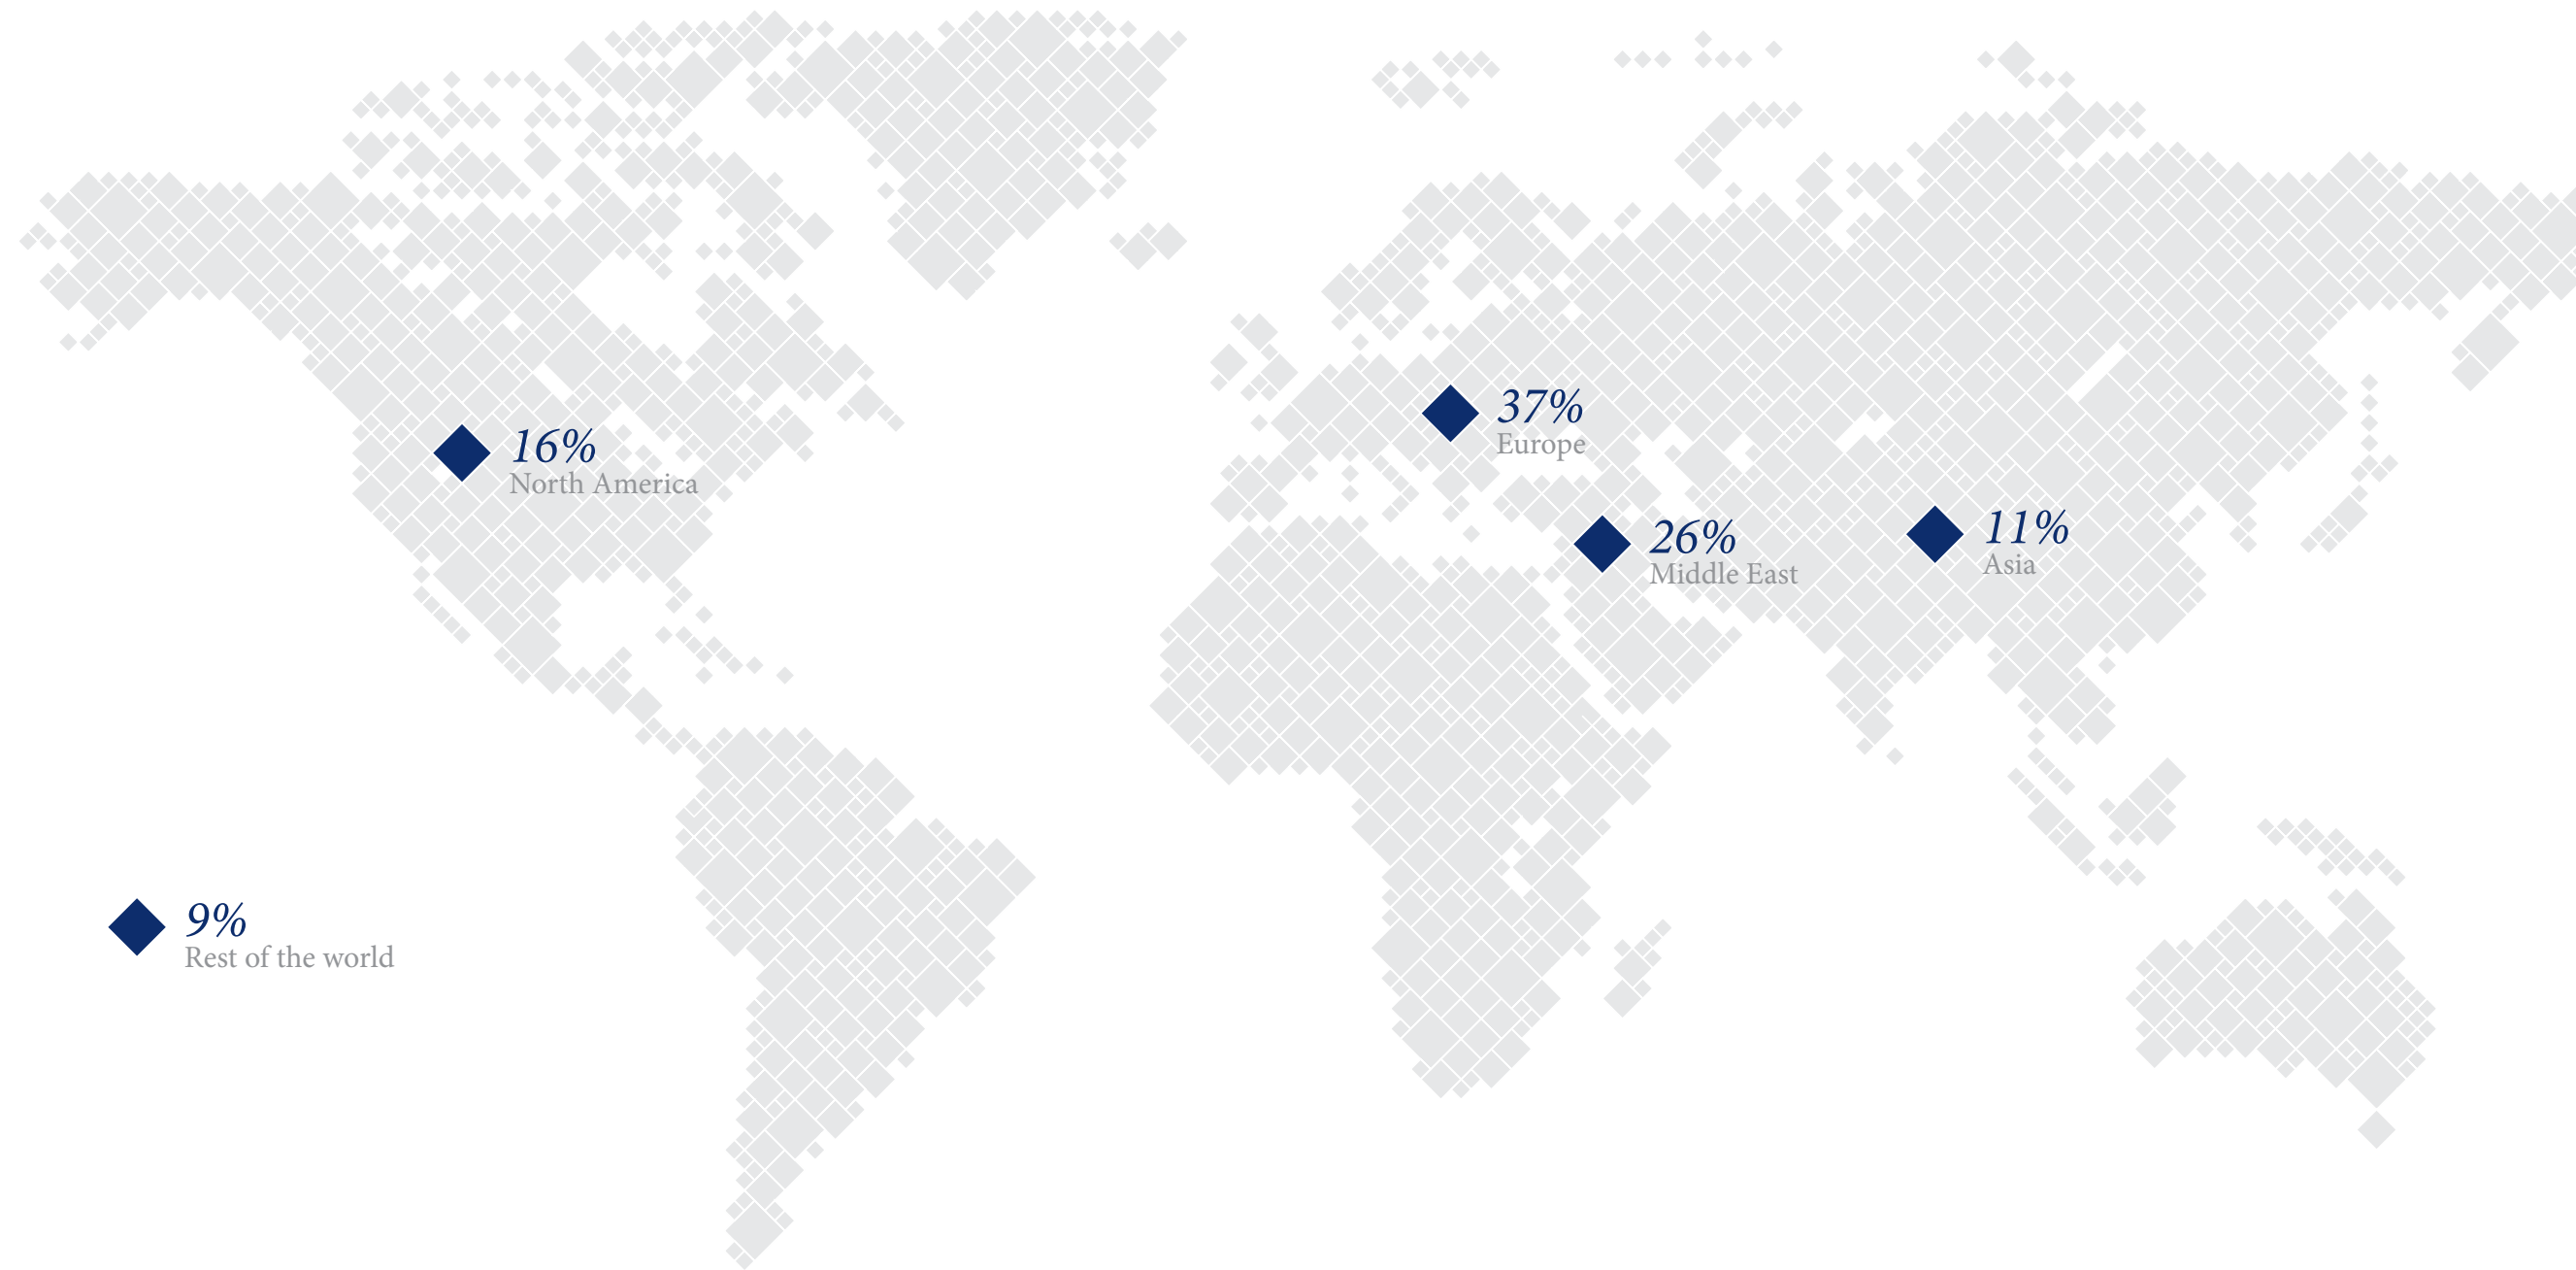 37%
Europe
16%
North America
26%
Middle East
11%
Asia
9%
Rest of the world